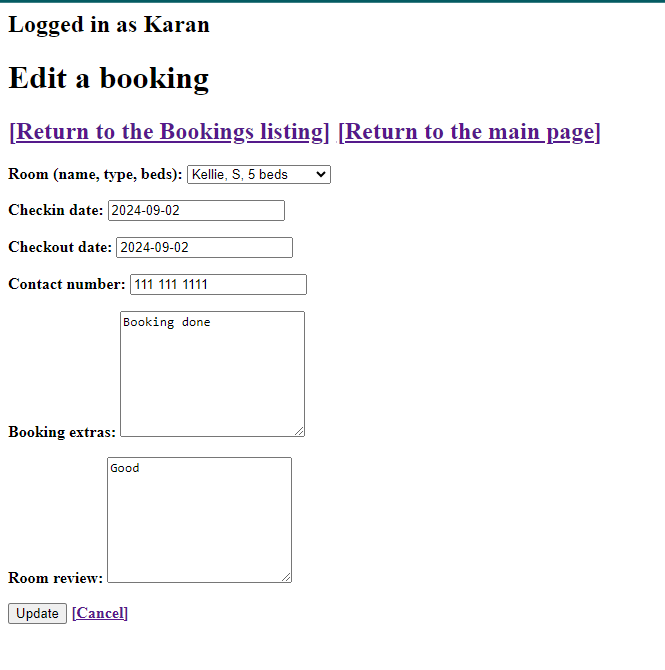 Logged in as Karan
Edit a booking
[Return to the Bookings listing] [Return to the main page]
Room (name, type, beds): Kellie, S, 5 beds
Checkin date: 2024-09-02
Checkout date: 2024-09-02
Contact number: 111 111 1111
Booking done
Booking extras:
Good
Room review:
Update [Cancel]